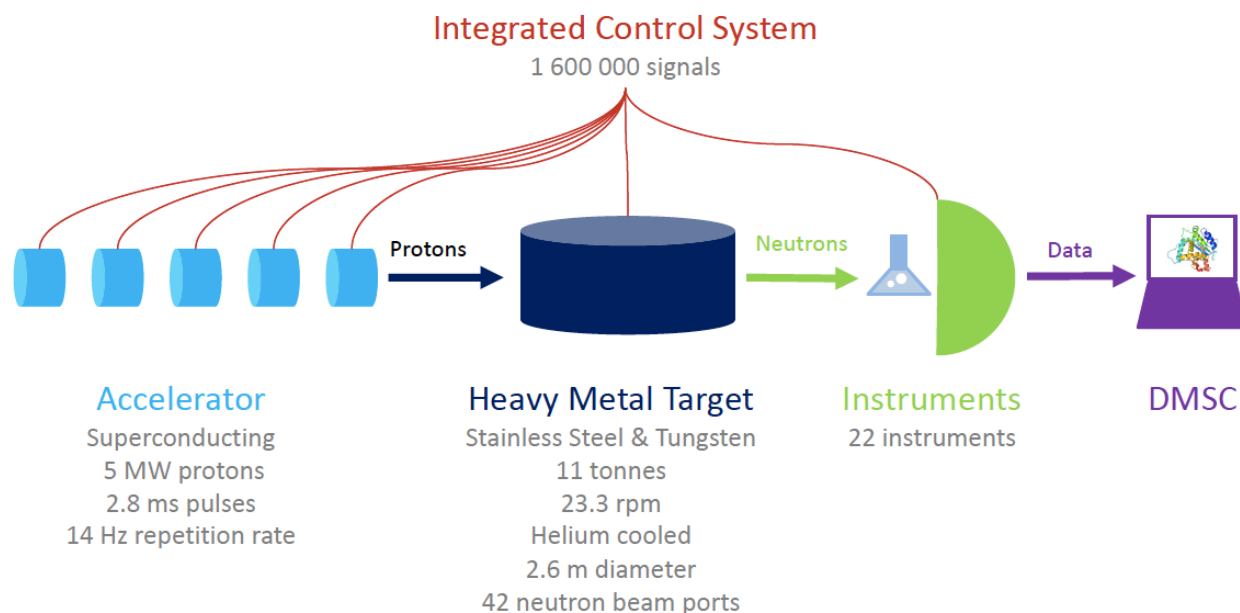 Integrated Control System
1 600 000 signals
Protons
Neutrons
Data
Accelerator
Superconducting
5 MW protons
2.8 ms pulses
14 Hz repetition rate
Heavy Metal Target
Stainless Steel & Tungsten
11 tonnes
23.3 rpm
Helium cooled
2.6 m diameter
42 neutron beam ports
Instruments
22 instruments
DMSC